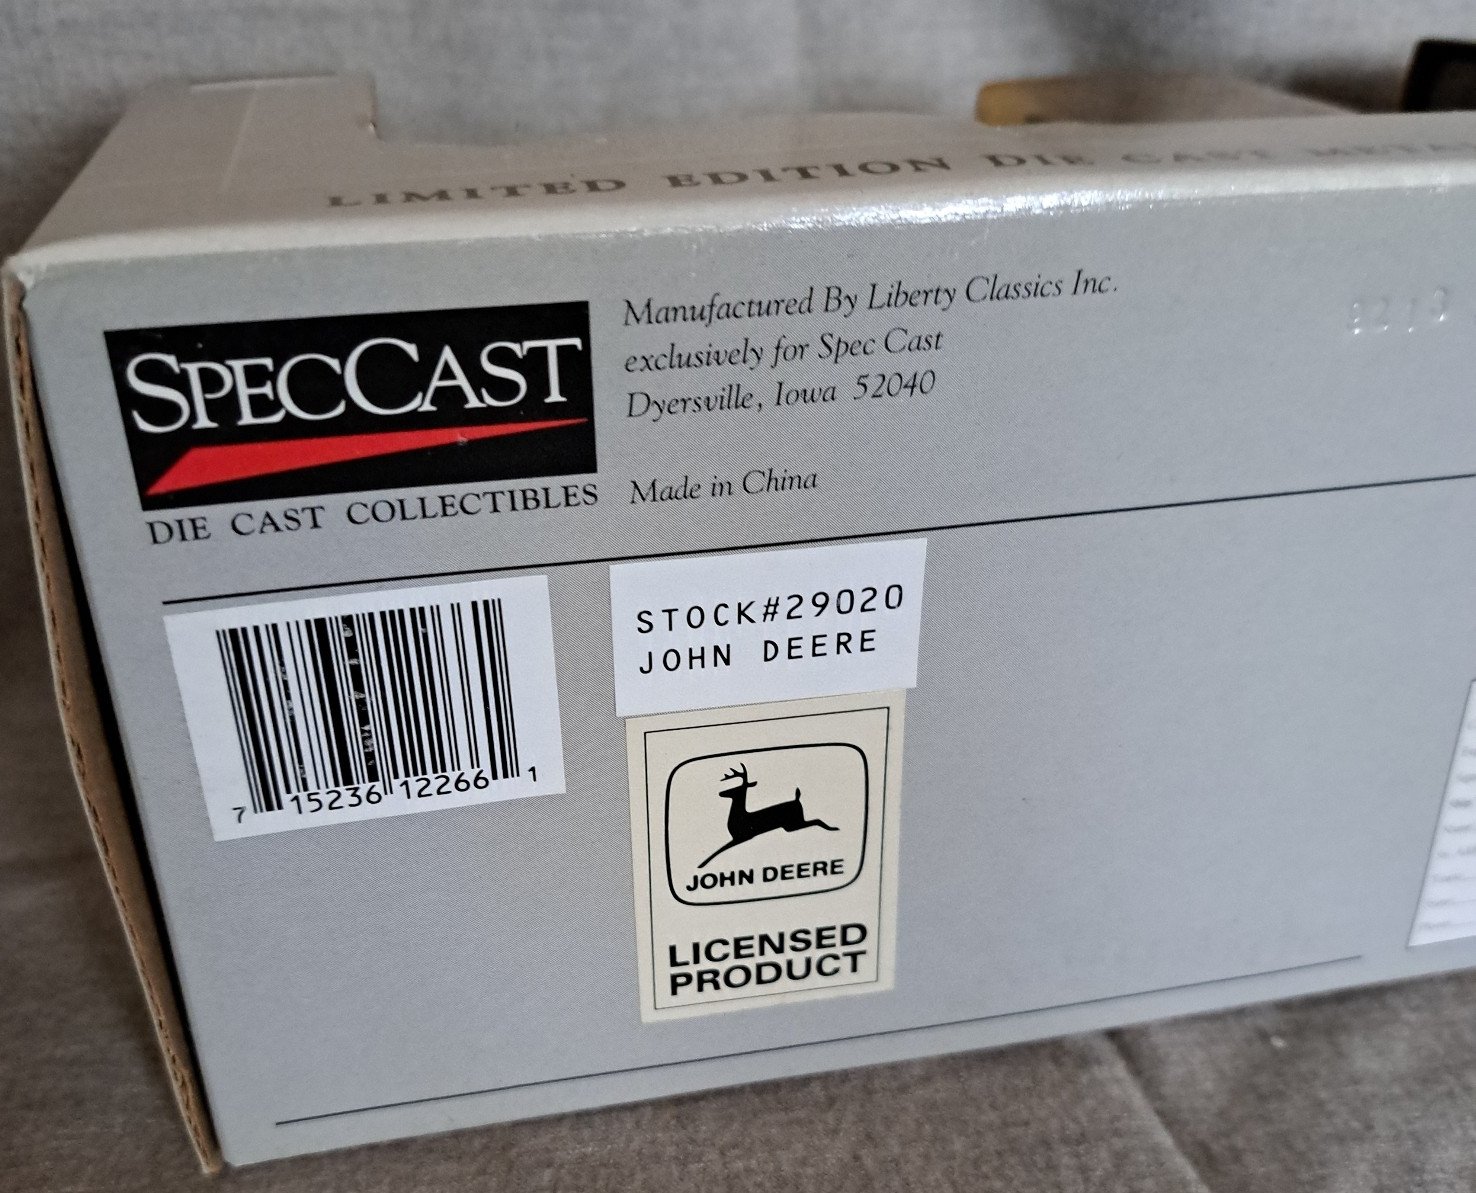 LIMITED EDITION DIE CAST METAL
SPECCAST
DIE CAST COLLECTIBLES
Manufactured By Liberty Classics Inc.
exclusively for Spec Cast
Dyersville, Iowa 52040
Made in China
7 15236 12266 1
STOCK#29020
JOHN DEERE
JOHN DEERE
LICENSED
PRODUCT